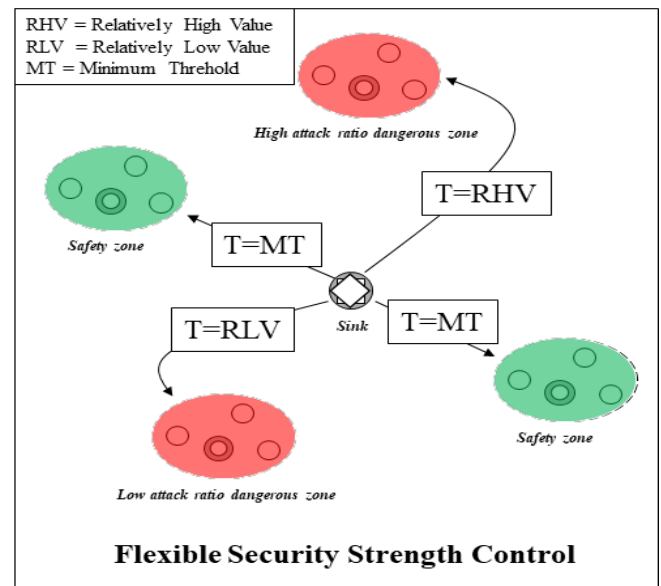 RHV = Relatively High Value
RLV = Relatively Low Value
MT = Minimum Threhold
High attack ratio dangerous zone
T=RHV
Safety zone
T=MT
Sink
T=RLV
T=MT
Safety zone
Low attack ratio dangerous zone
Flexible Security Strength Control